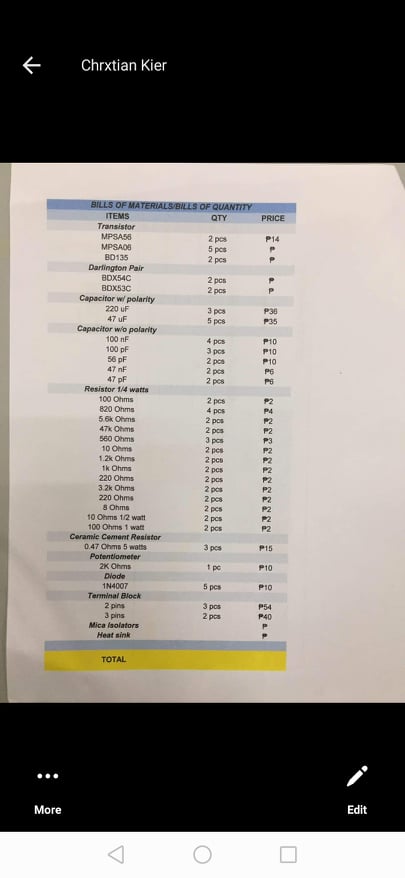 Chrxtian Kier
BILLS OF MATERIALS/BILLS OF QUANTITY
ITEMS QTY PRICE
Transistor
MPSA56 2 pcs ₱14
MPSA06 5 pcs ₱
BD135 2 pcs ₱
Darlington Pair
BDX54C 2 pcs ₱
BDX53C 2 pcs ₱
Capacitor w/ polarity
220 uF 3 pcs ₱36
47 uF 5 pcs ₱35
Capacitor w/o polarity
100 nF 4 pcs ₱10
100 pF 3 pcs ₱10
56 pF 2 pcs ₱10
47 nF 2 pcs ₱6
47 pF 2 pcs ₱6
Resistor 1/4 watts
100 Ohms 2 pcs ₱2
820 Ohms 4 pcs ₱4
5.6k Ohms 2 pcs ₱2
47k Ohms 2 pcs ₱2
560 Ohms 3 pcs ₱3
10 Ohms 2 pcs ₱2
1.2k Ohms 2 pcs ₱2
1k Ohms 2 pcs ₱2
220 Ohms 2 pcs ₱2
3.2k Ohms 2 pcs ₱2
220 Ohms 2 pcs ₱2
8 Ohms 2 pcs ₱2
10 Ohms 1/2 watt 2 pcs ₱2
100 Ohms 1 watt 2 pcs ₱2
Ceramic Cement Resistor
0.47 Ohms 5 watts 3 pcs ₱15
Potentiometer
2K Ohms 1 pc ₱10
Diode
1N4007 5 pcs ₱10
Terminal Block
2 pins 3 pcs ₱54
3 pins 2 pcs ₱40
Mica Isolators ₱
Heat sink ₱
TOTAL
More Edit